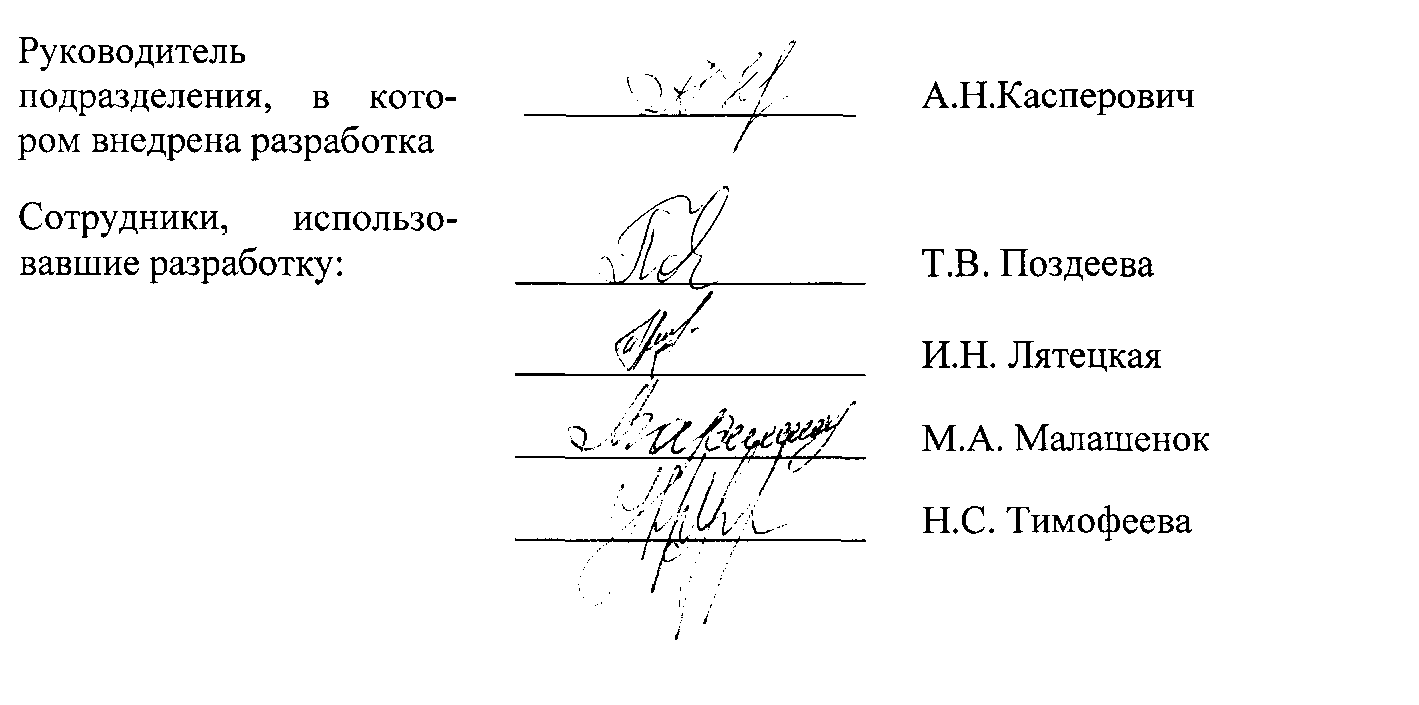 Руководитель
подразделения, в кото-
ром внедрена разработка
А.Н.Касперович
Сотрудники, использо-
вавшие разработку:
Т.В. Поздеева
И.Н. Лятецкая
М.А. Малашенок
Н.С. Тимофеева